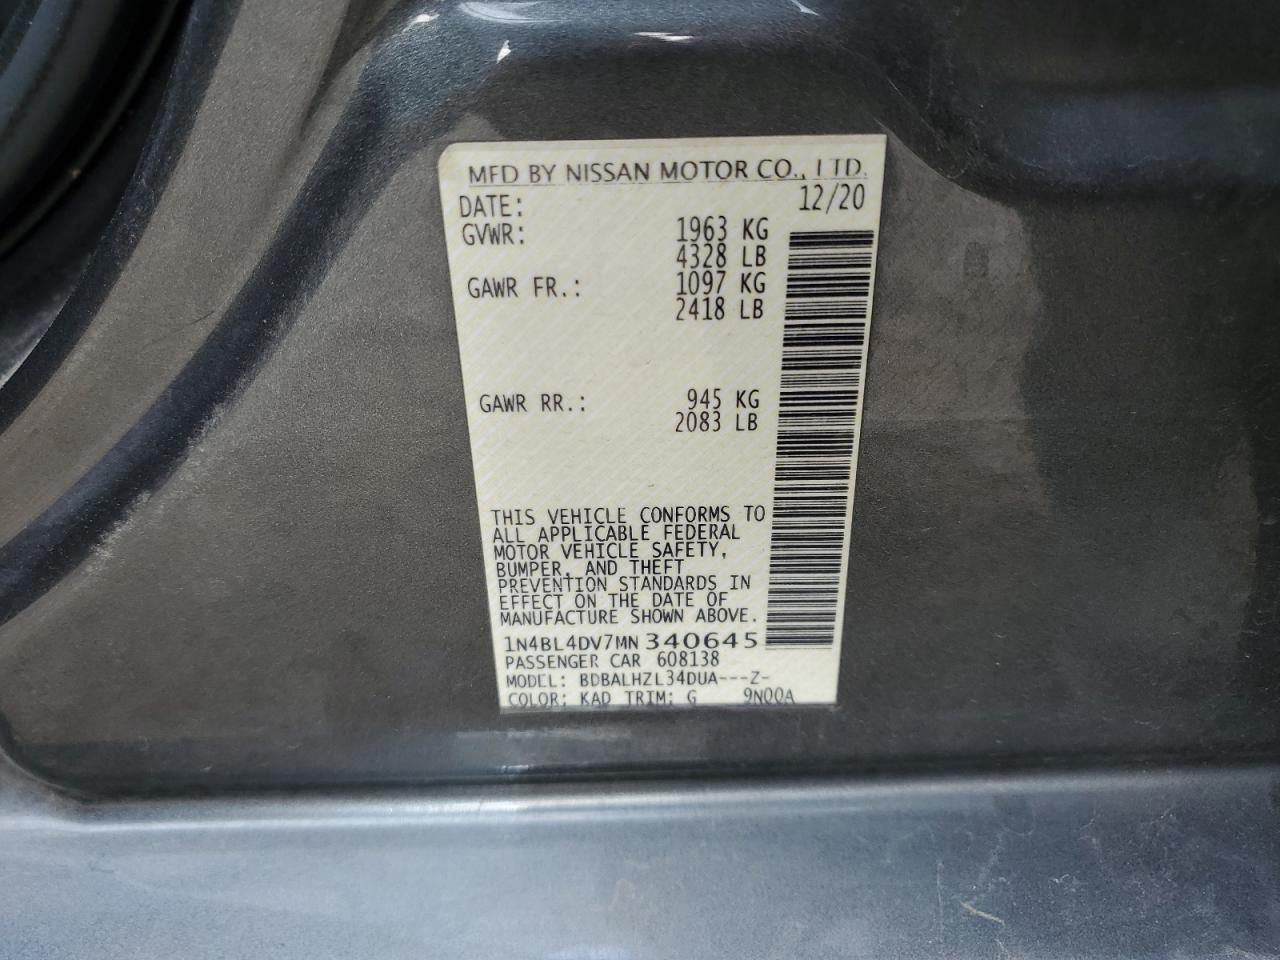 MFD BY NISSAN MOTOR CO., LTD.
DATE: 12/20
GVWR: 1963 KG
4328 LB
GAWR FR.: 1097 KG
2418 LB
GAWR RR.: 945 KG
2083 LB
THIS VEHICLE CONFORMS TO
ALL APPLICABLE FEDERAL
MOTOR VEHICLE SAFETY,
BUMPER, AND THEFT
PREVENTION STANDARDS IN
EFFECT ON THE DATE OF
MANUFACTURE SHOWN ABOVE.
1N4BL4DV7MN340645
PASSENGER CAR 608138
MODEL: BDBALHZL34DUA---Z-
COLOR: KAD TRIM: G 9N00A